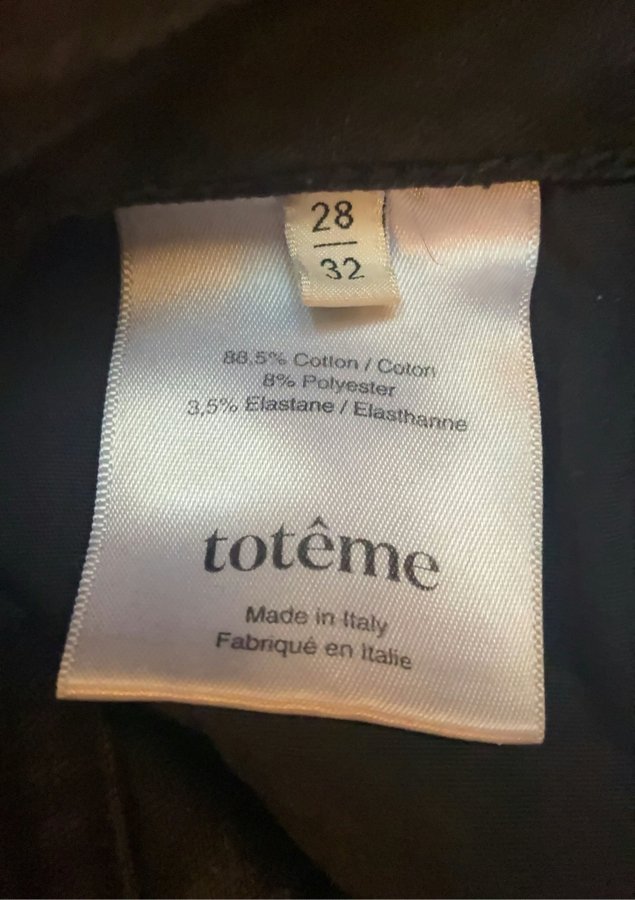 28
32
88.5% Cotton / Coton
8% Polyester
3,5% Elastane / Elasthanne
totême
Made in Italy
Fabriqué en Italie